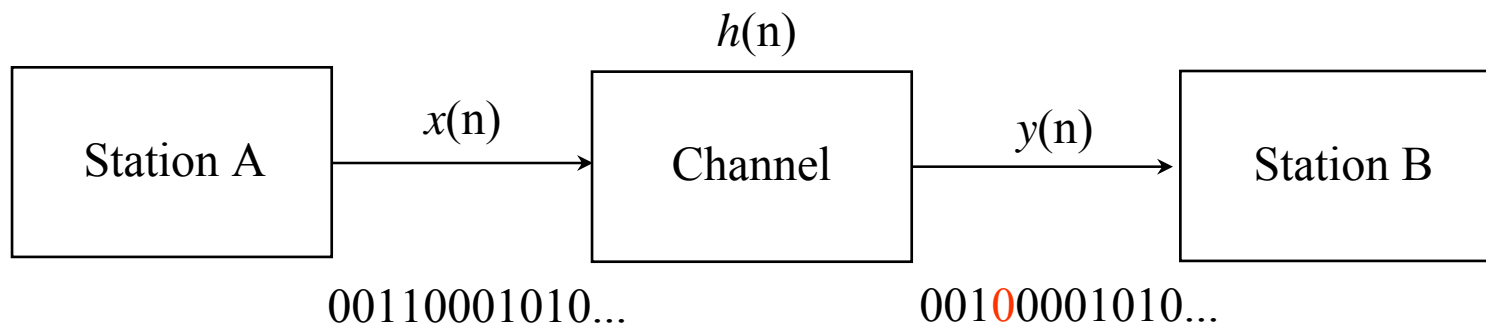 h(n)
x(n)
y(n)
Station A
Channel
Station B
00110001010...
00100001010...